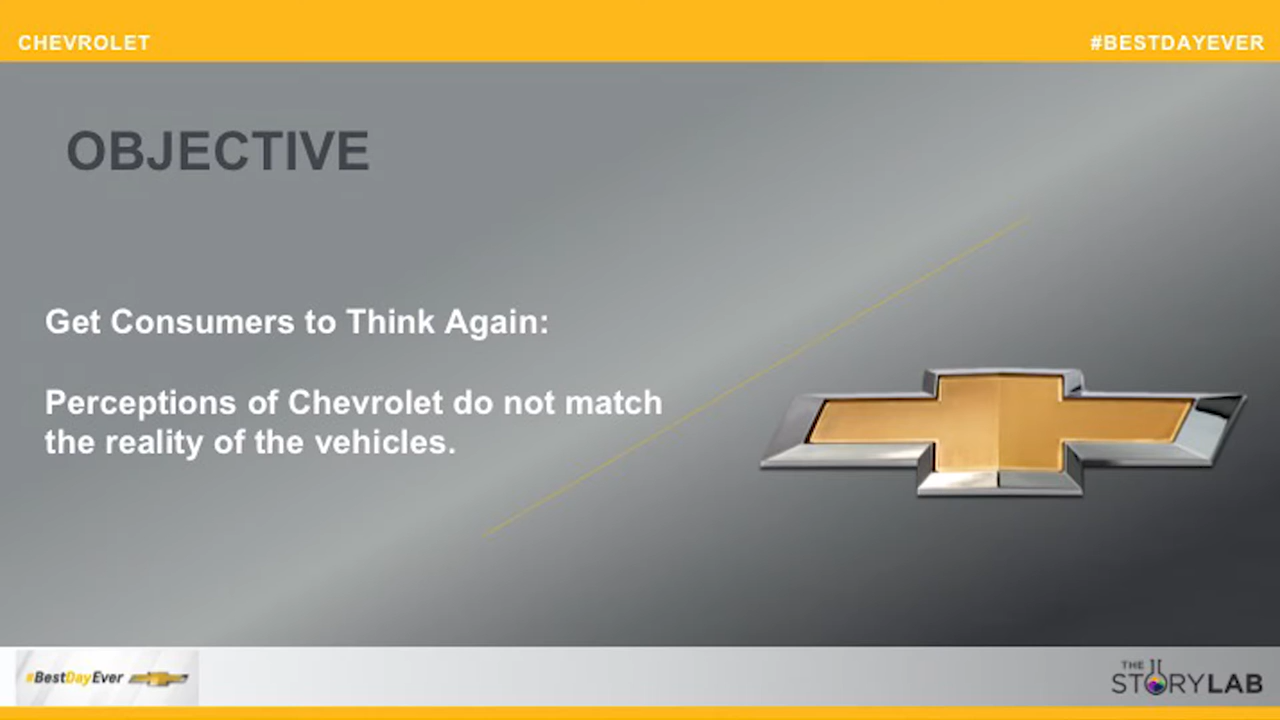 CHEVROLET
#BESTDAYEVER
OBJECTIVE
Get Consumers to Think Again:
Perceptions of Chevrolet do not match
the reality of the vehicles.
#BestDayEver
THE
STORYLAB